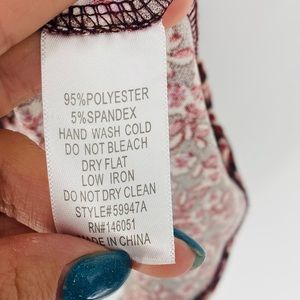 95%POLYESTER
5%SPANDEX
HAND WASH COLD
DO NOT BLEACH
DRY FLAT
LOW IRON
DO NOT DRY CLEAN
STYLE#59947A
RN#146051
MADE IN CHINA